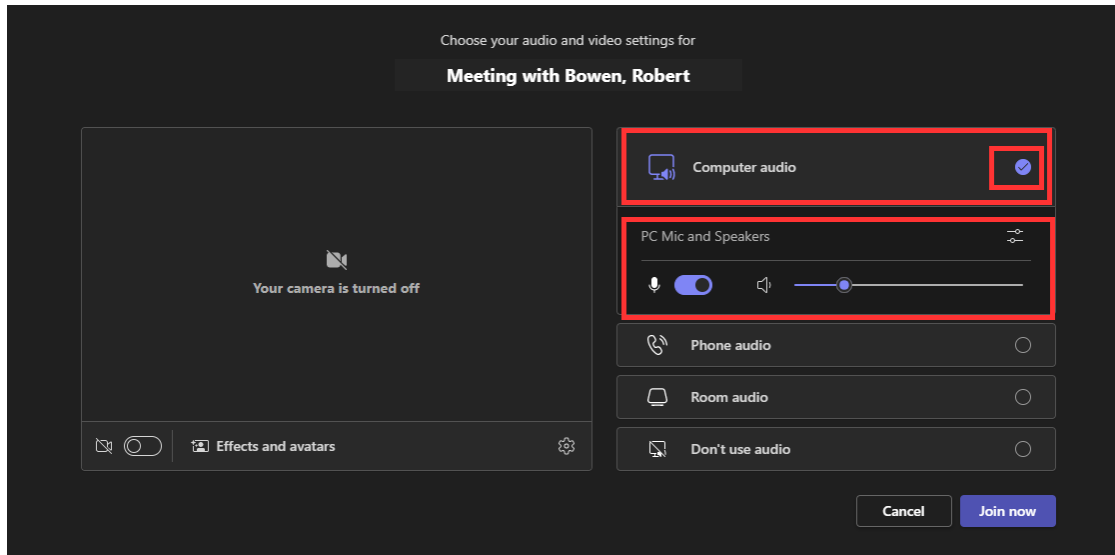 Choose your audio and video settings for
Meeting with Bowen, Robert
Your camera is turned off
Effects and avatars
Computer audio
PC Mic and Speakers
Phone audio
Room audio
Don't use audio
Cancel
Join now